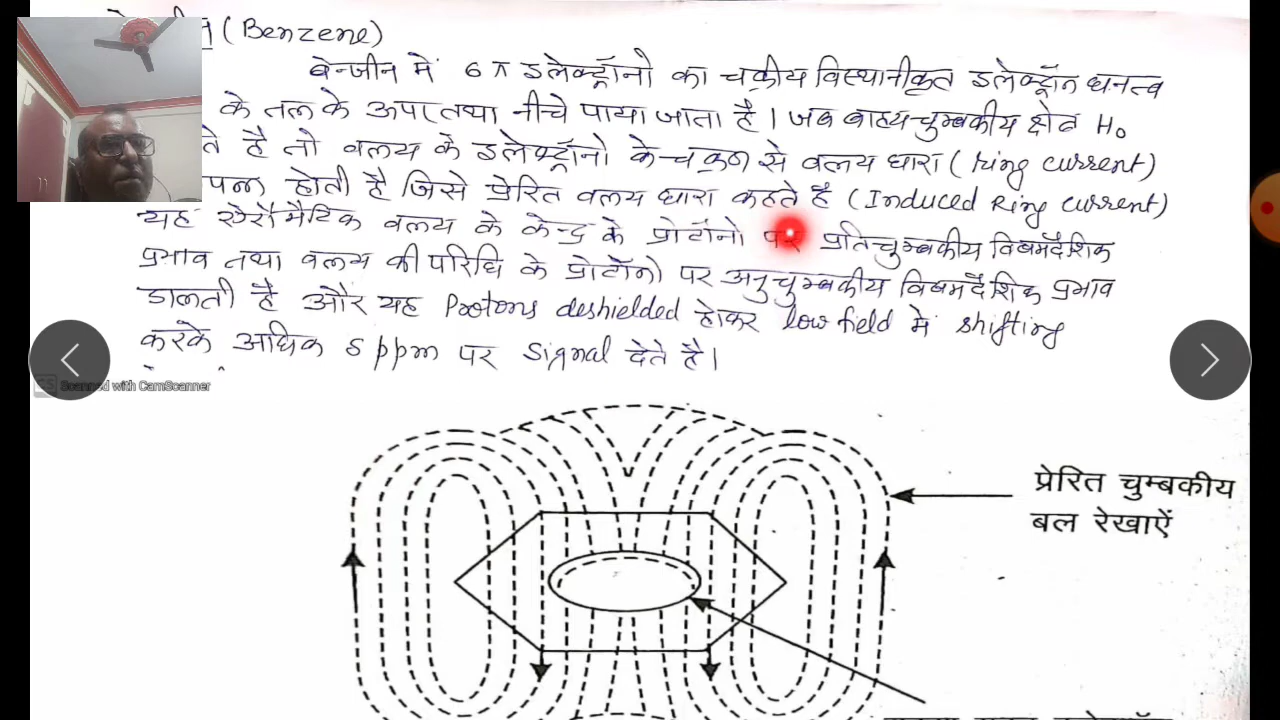 (Benzene)
बेन्जीन में 6 π इलेक्ट्रॉनो का चक्रीय विस्थानीकृत इलेक्ट्रॉन घनत्व
के तल के ऊपर तथा नीचे पाया जाता है। जब बाह्य चुम्बकीय क्षेत्र H₀
ते है तो वलय के इलेक्ट्रॉनो के चक्रण से वलय धारा (ring current)
पन्न होती है जिसे प्रेरित वलय धारा कहते है (Induced Ring current)
यह ऐरोमैटिक वलय के केन्द्र के प्रोटॉनो पर प्रतिचुम्बकीय विषमदैशिक
प्रभाव तथा वलय की परिधि के प्रोटॉनो पर अनुचुम्बकीय विषमदैशिक प्रभाव
डालती है और यह Protons deshielded होकर low field में shifting
करके अधिक δ ppm पर signal देते है।
CS Scanned with CamScanner
प्रेरित चुम्बकीय
बल रेखाऐं